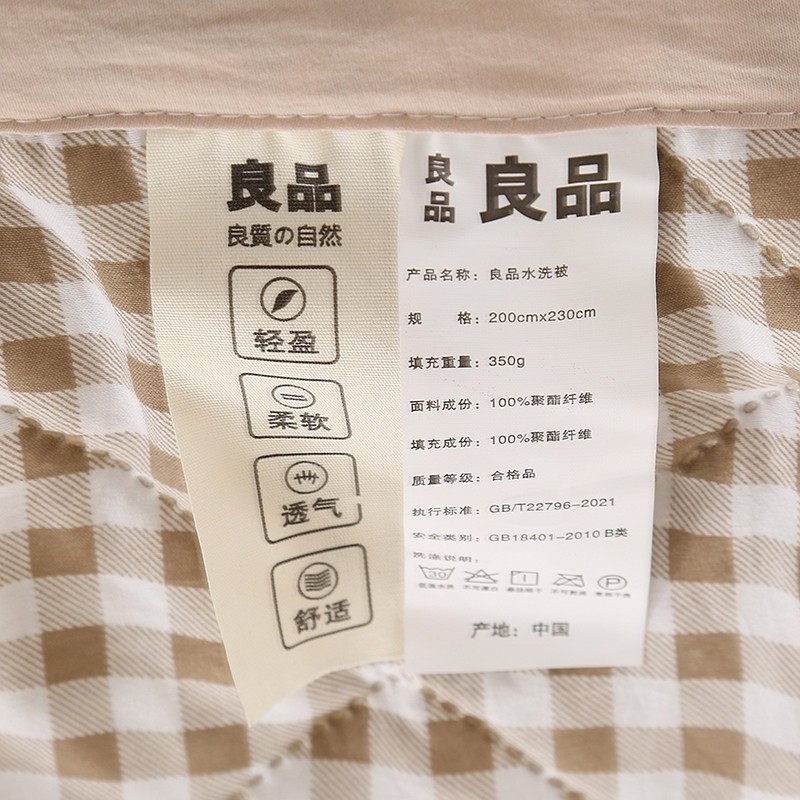 良品
良質の自然
轻盈
柔软
透气
舒适
良品
良品
产品名称：良品水洗被
规 格：200cmx230cm
填充重量：350g
面料成份：100%聚酯纤维
填充成份：100%聚酯纤维
质量等级：合格品
执行标准：GB/T22796-2021
安全类别：GB18401-2010 B类
洗涤说明：
30
P
产地：中国